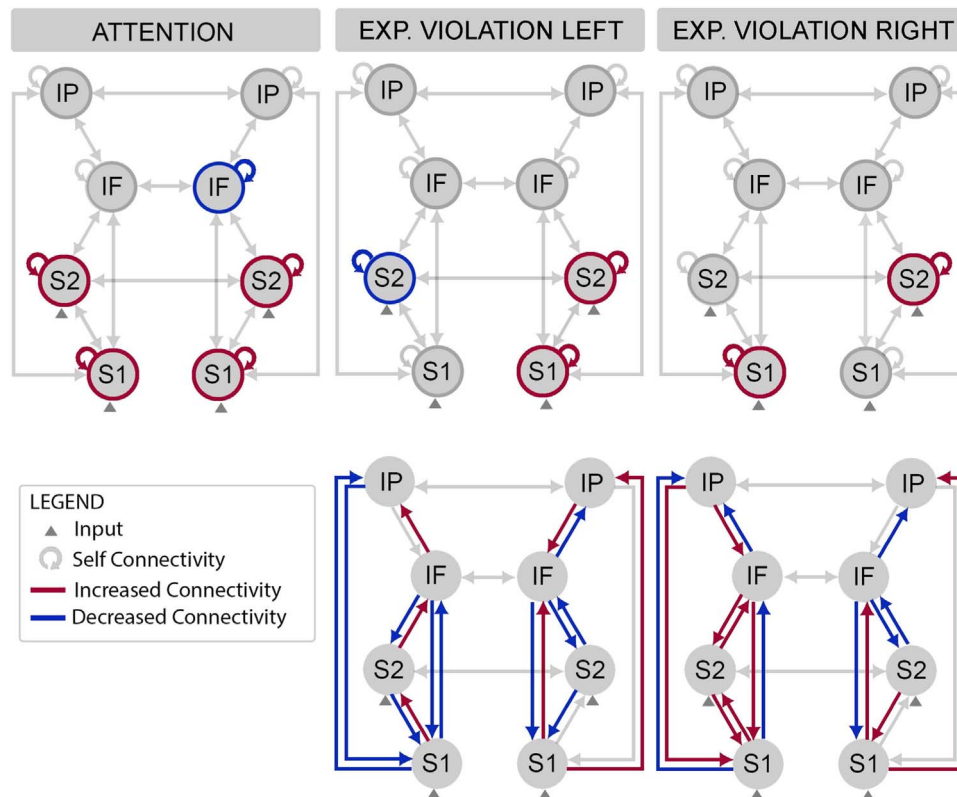 ATTENTION
EXP. VIOLATION LEFT
EXP. VIOLATION RIGHT
IP IP IP IP IP IP
IF IF IF IF IF IF
S2 S2 S2 S2 S2 S2
S1 S1 S1 S1 S1 S1
LEGEND
Input
Self Connectivity
Increased Connectivity
Decreased Connectivity
IP IP IP IP
IF IF IF IF
S2 S2 S2 S2
S1 S1 S1 S1